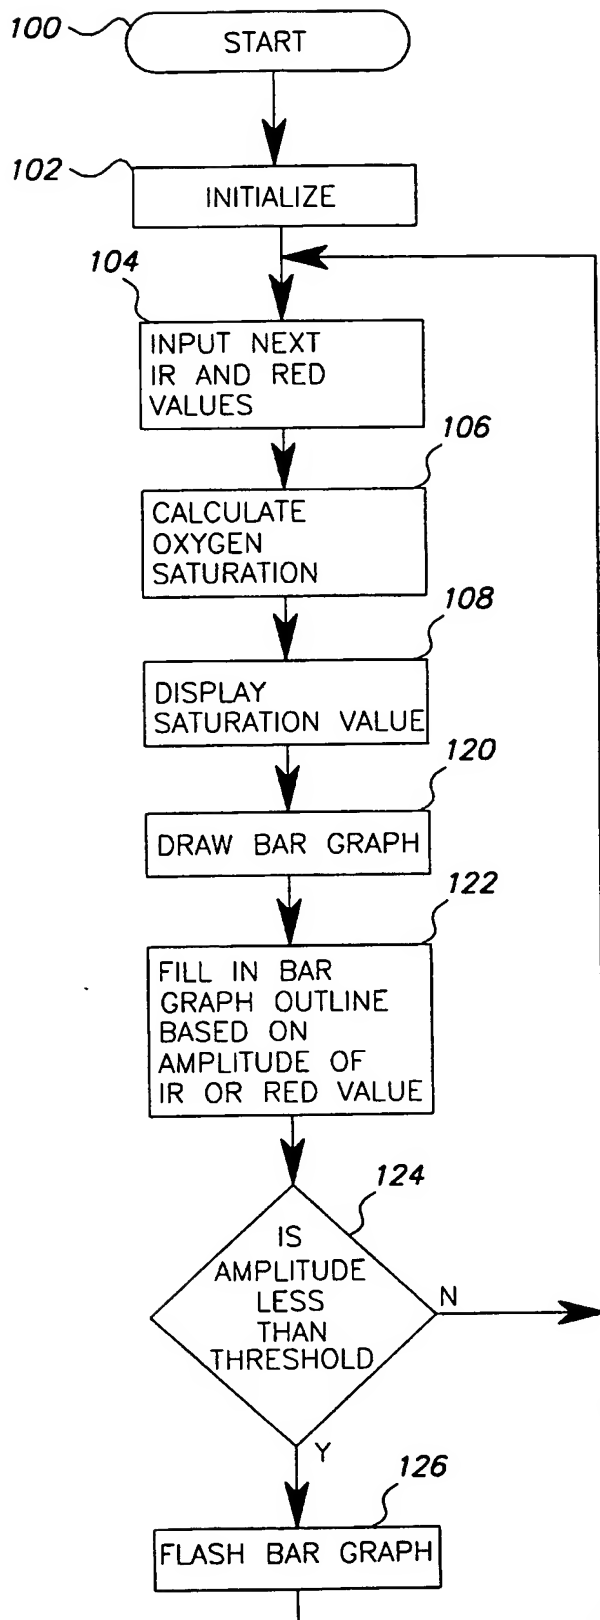 100
START
102
INITIALIZE
104
INPUT NEXT
IR AND RED
VALUES
106
CALCULATE
OXYGEN
SATURATION
108
DISPLAY
SATURATION VALUE
120
DRAW BAR GRAPH
122
FILL IN BAR
GRAPH OUTLINE
BASED ON
AMPLITUDE OF
IR OR RED VALUE
124
IS
AMPLITUDE
LESS
THAN
THRESHOLD
N
Y
126
FLASH BAR GRAPH